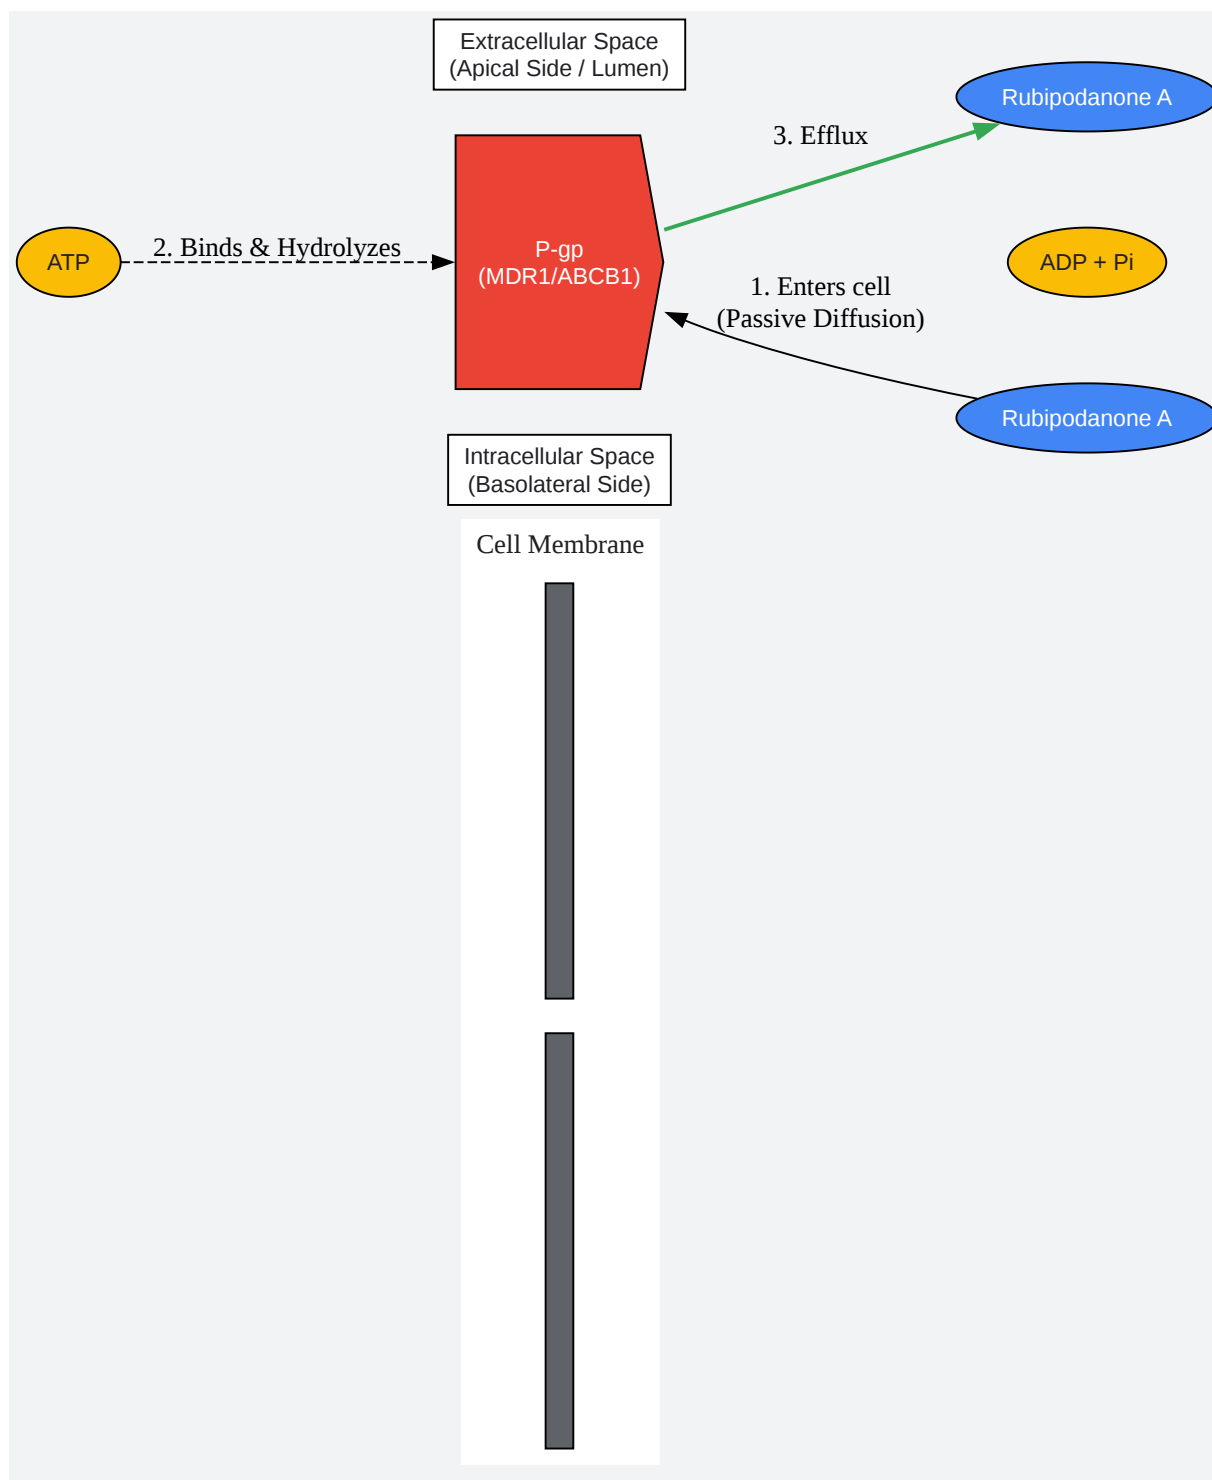 Extracellular Space
(Apical Side / Lumen)
Rubipodanone A
3. Efflux
ATP
2. Binds & Hydrolyzes
P-gp
(MDR1/ABCB1)
ADP + Pi
1. Enters cell
(Passive Diffusion)
Rubipodanone A
Intracellular Space
(Basolateral Side)
Cell Membrane